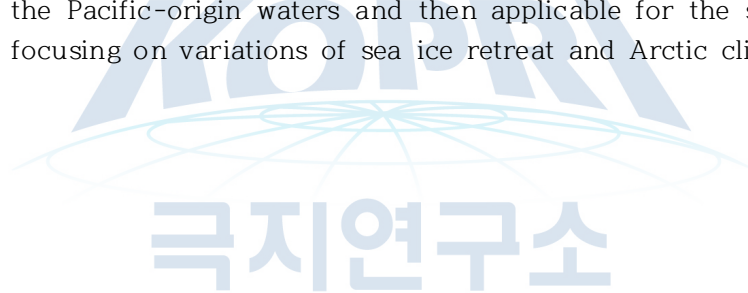 the Pacific-origin waters and then applicable for the
focusing on variations of sea ice retreat and Arctic
KOPRI
극지연구소